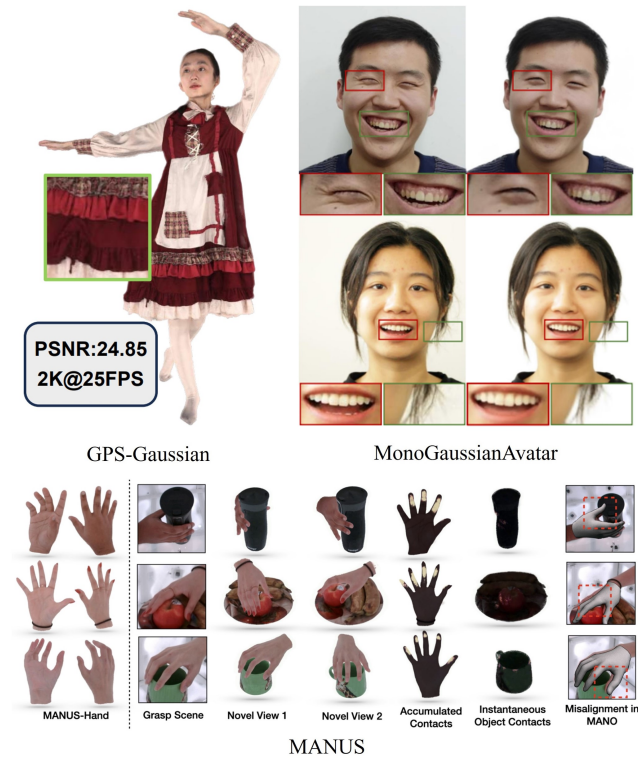 PSNR:24.85
2K@25FPS
GPS-Gaussian
MonoGaussianAvatar
MANUS-Hand
Grasp Scene
Novel View 1
Novel View 2
Accumulated
Contacts
Instantaneous
Object Contacts
Misalignment in
MANO
MANUS